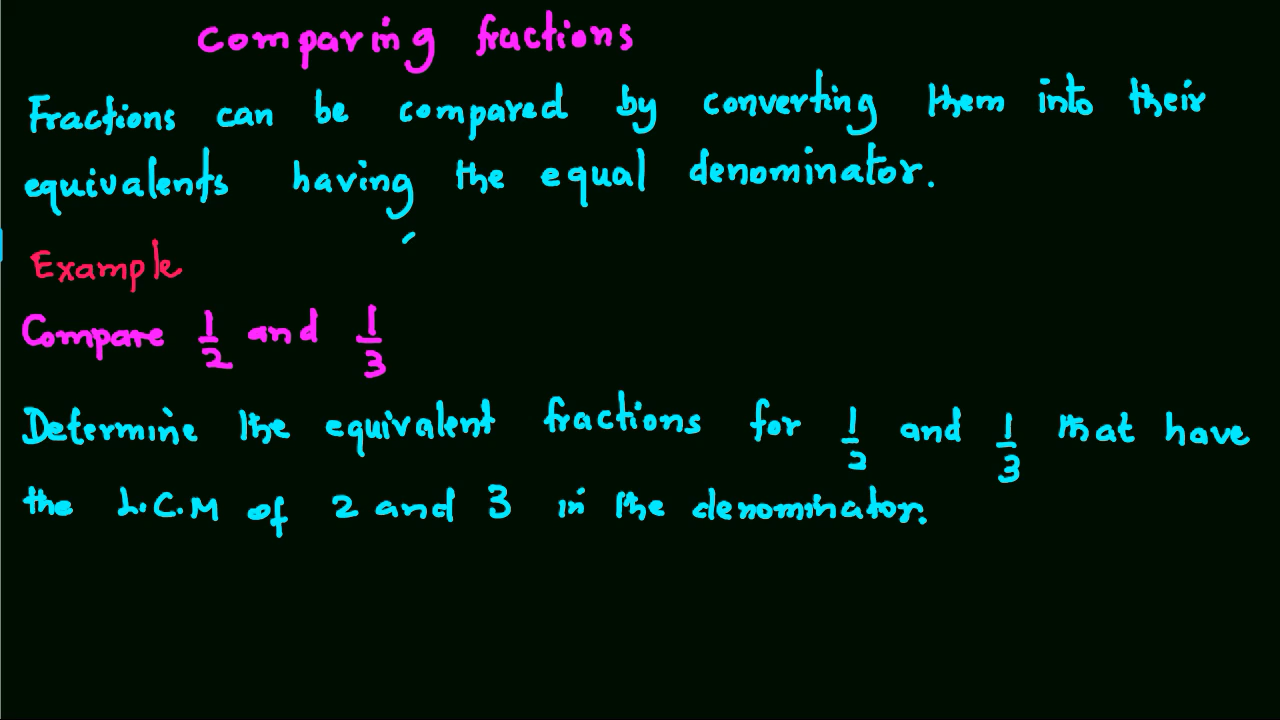 Comparing fractions
Fractions can be compared by converting them into their
equivalents having the equal denominator.
Example
Compare 1/2 and 1/3
Determine the equivalent fractions for 1/2 and 1/3 that have
the L.C.M of 2 and 3 in the denominator.